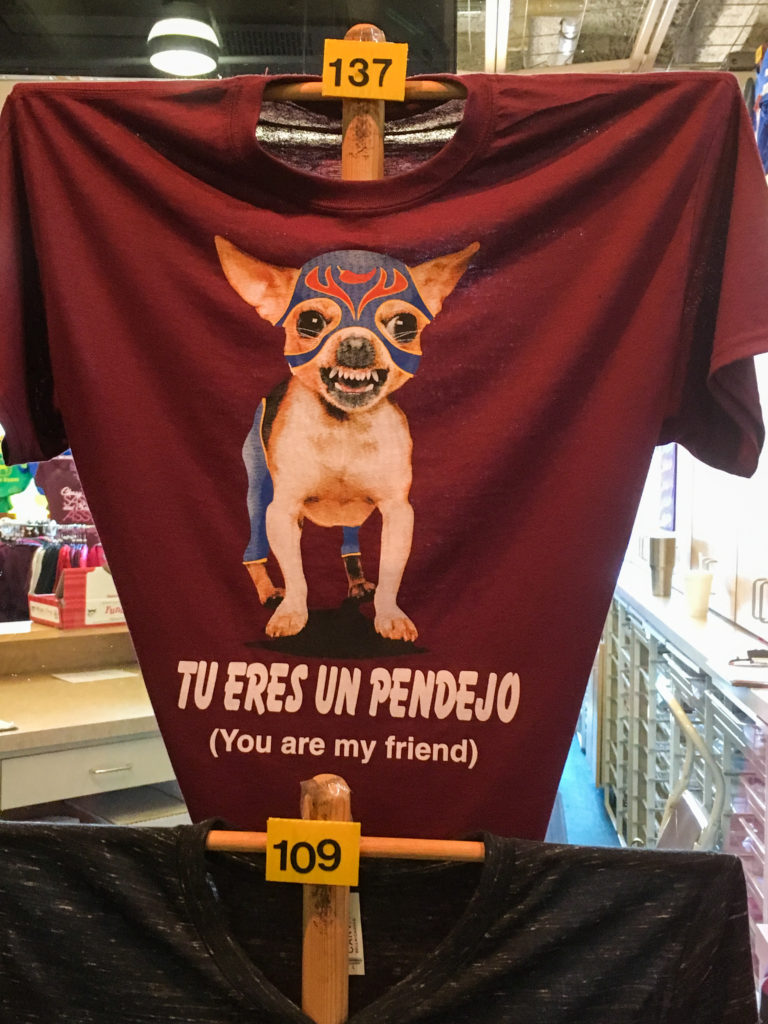 137
TU ERES UN PENDEJO
(You are my friend)
109